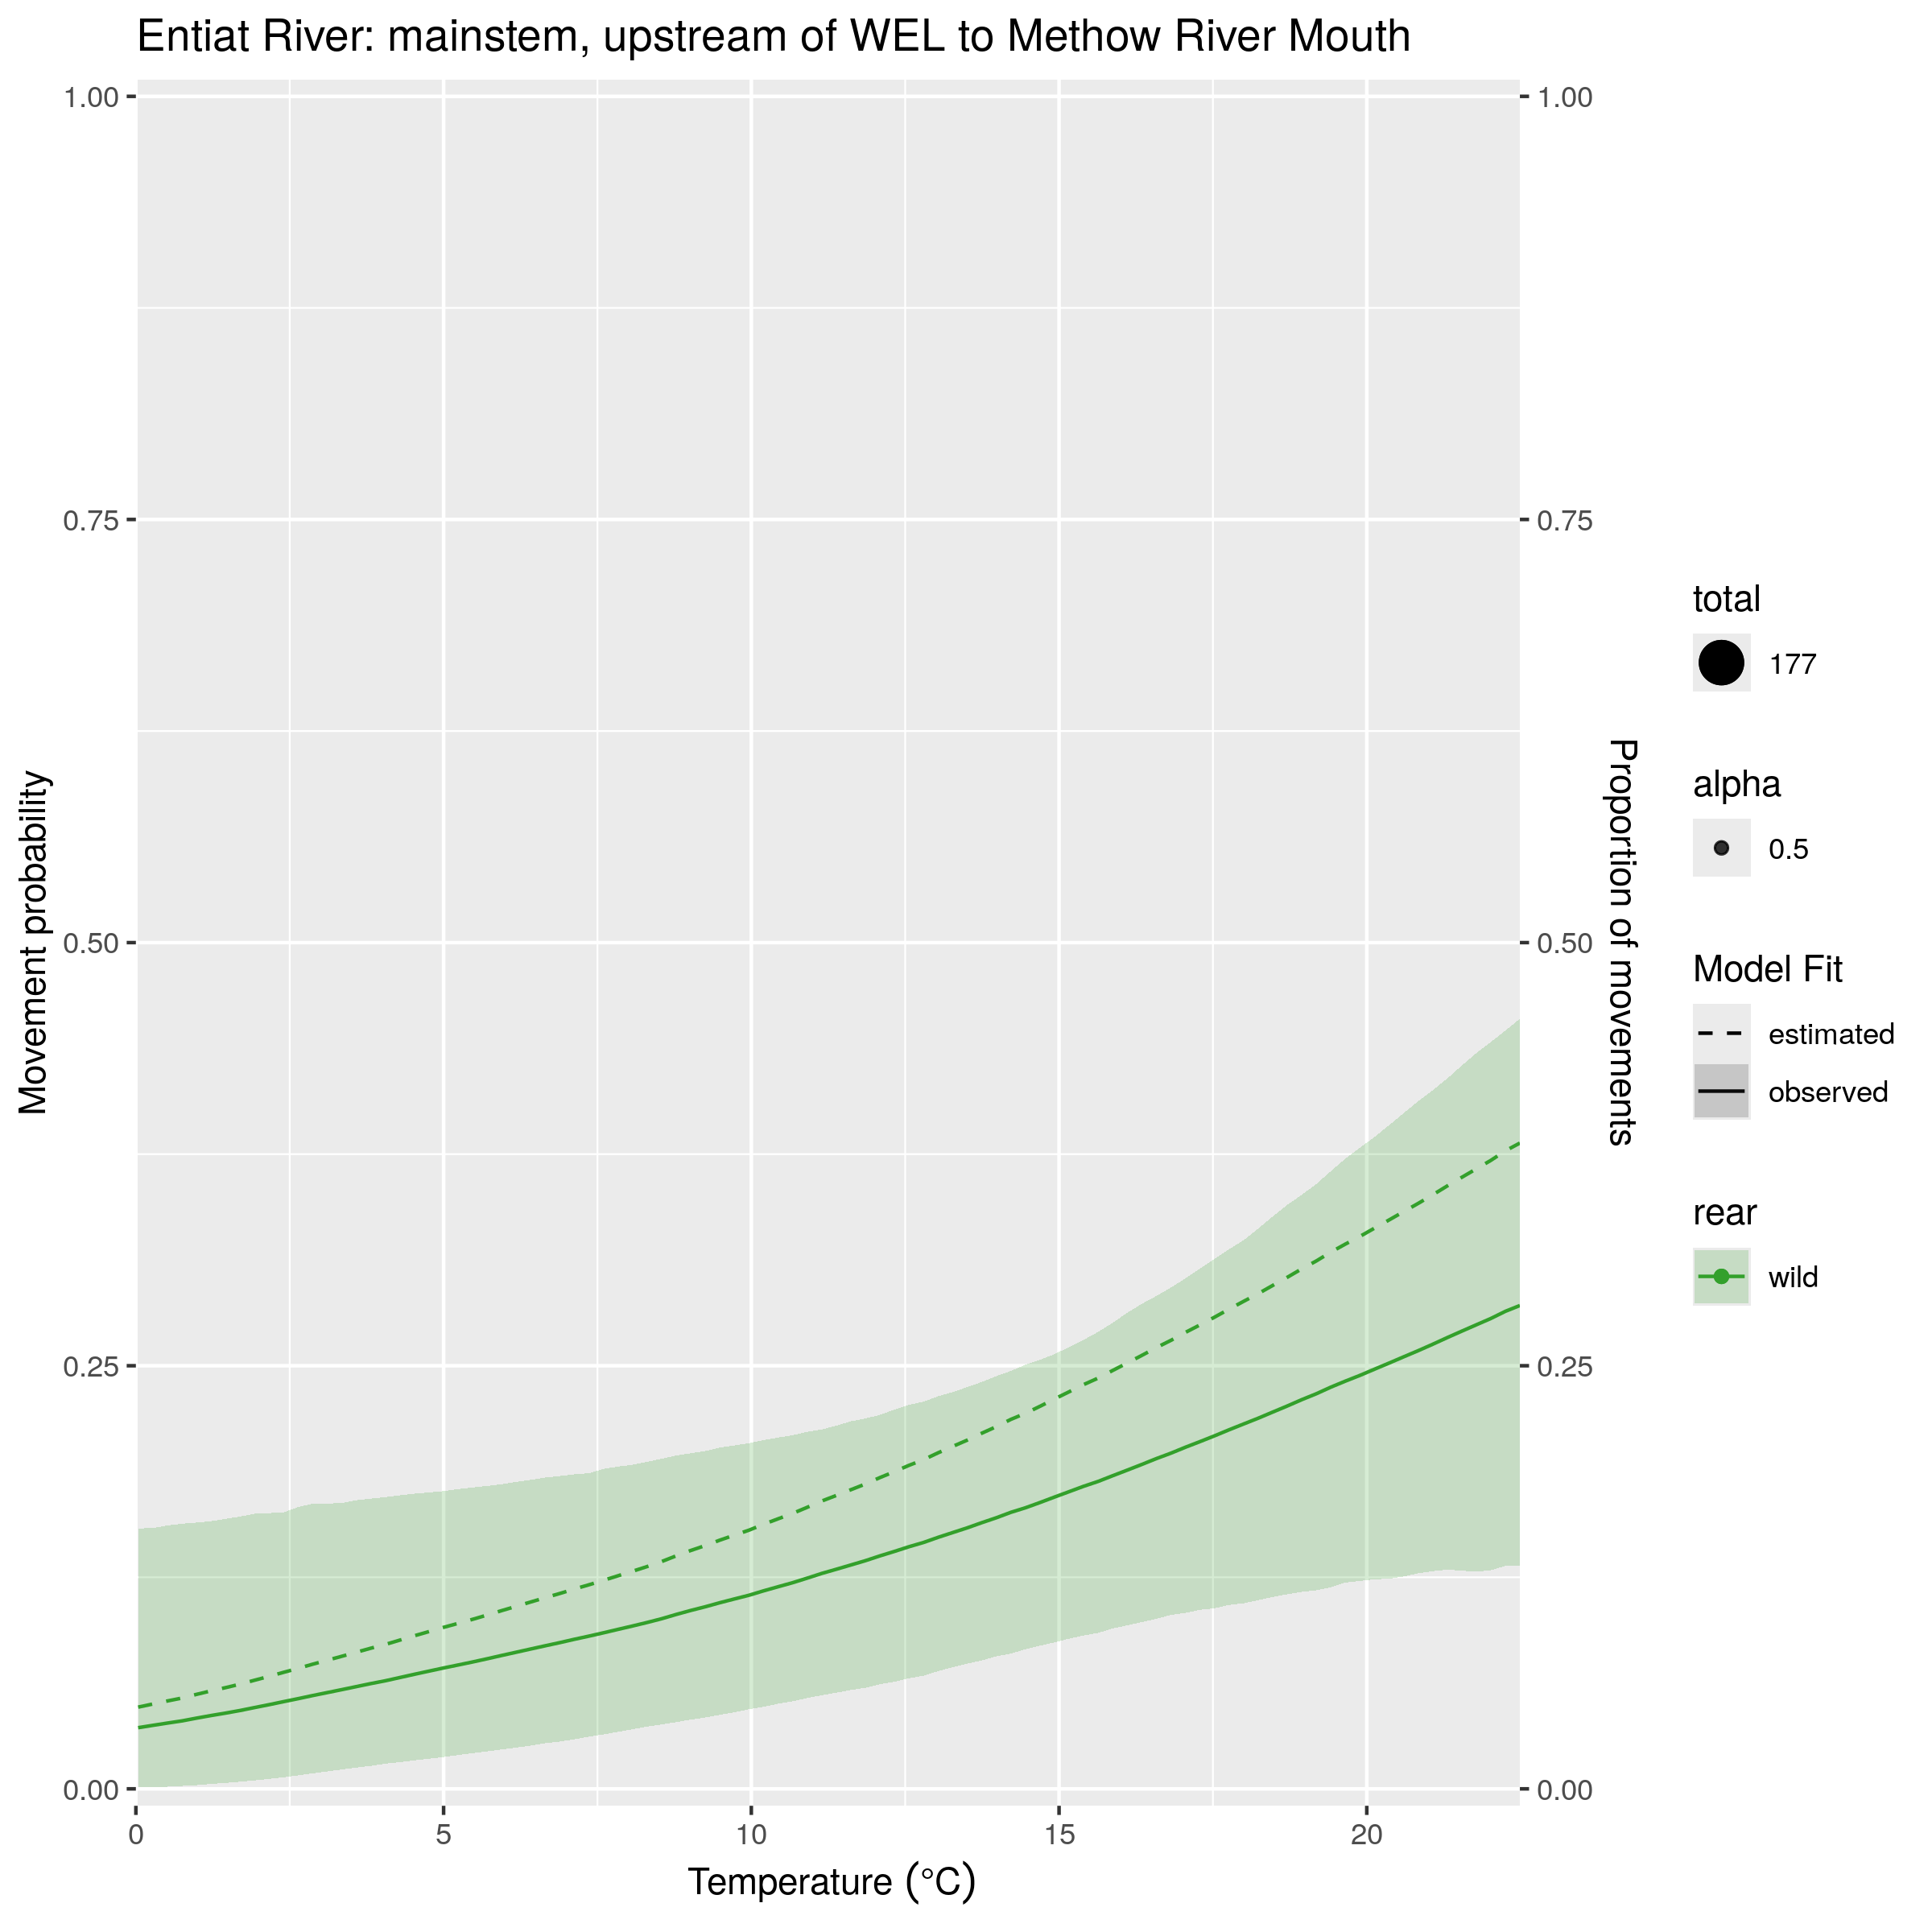 Entiat River: mainstem, upstream of WEL to Methow River Mouth
1.00
0.75
0.50
0.25
0.00
Movement probability
0
5
10
15
20
Temperature (°C)
1.00
0.75
0.50
0.25
0.00
Proportion of movements
total
177
alpha
0.5
Model Fit
estimated
observed
rear
wild